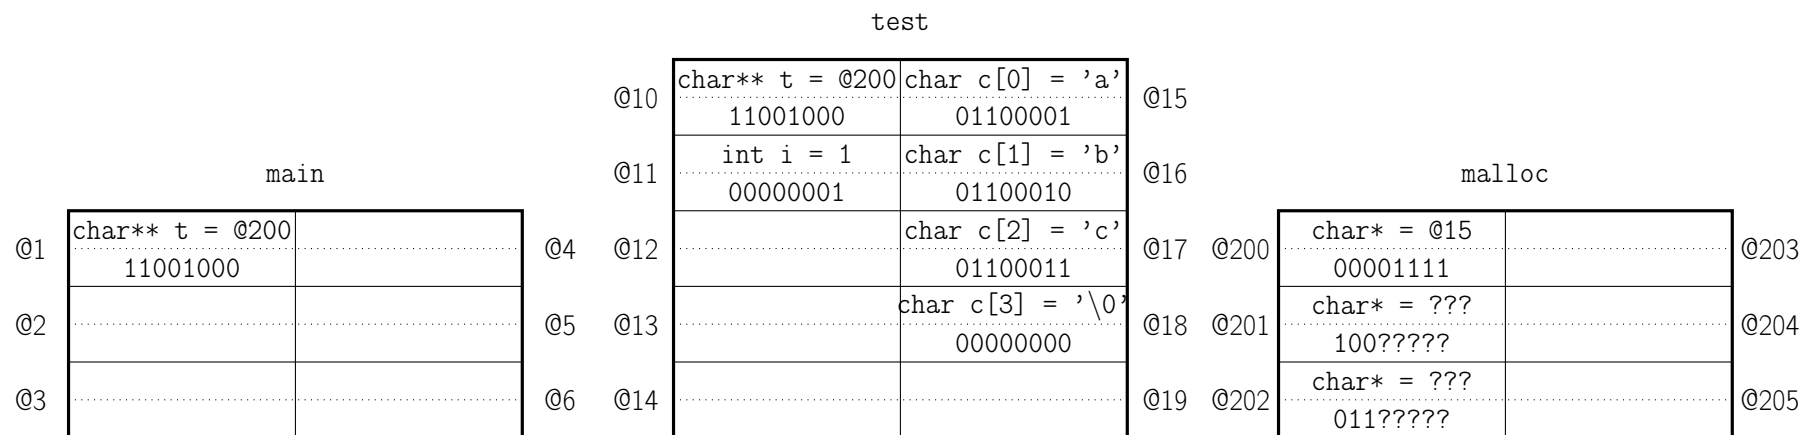 test
char** t = @200 char c[0] = 'a'
@10 @15
11001000 01100001
int i = 1 char c[1] = 'b'
@11 @16
00000001 01100010
main malloc
char** t = @200 char c[2] = 'c' char* = @15
@1 @4 @12 @17 @200 @203
11001000 01100011 00001111
char c[3] = '\0' char* = ???
@2 @5 @13 @18 @201 @204
00000000 100?????
char* = ???
@3 @6 @14 @19 @202 @205
011?????